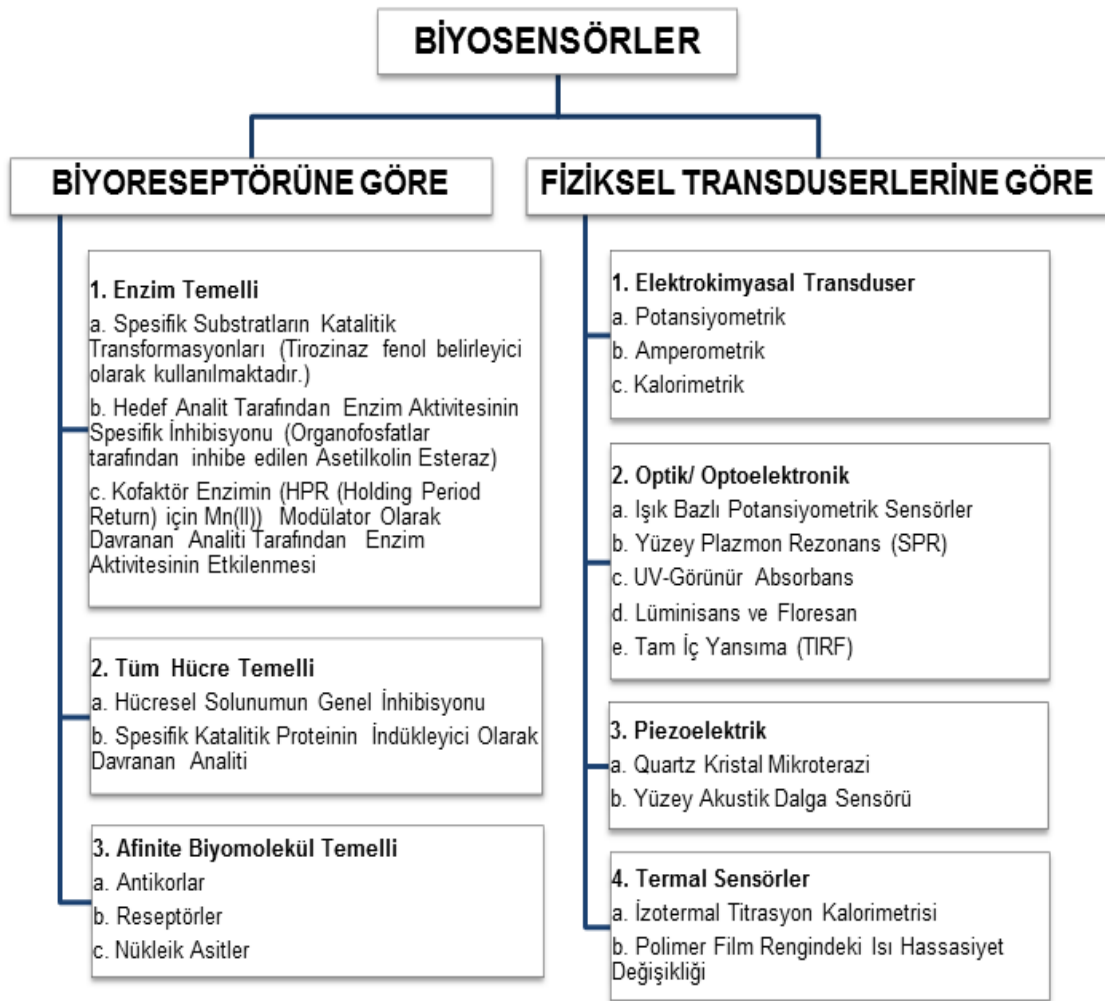 BİYOSENSÖRLER
BİYORESEPTÖRÜNE GÖRE
1. Enzim Temelli
a. Spesifik Substratların Katalitik
Transformasyonları (Tirozinaz fenol belirleyici
olarak kullanılmaktadır.)
b. Hedef Analit Tarafından Enzim Aktivitesinin
Spesifik İnhibisyonu (Organofosfatlar
tarafından inhibe edilen Asetilkolin Esteraz)
c. Kofaktör Enzimin (HPR (Holding Period
Return) için Mn(II)) Modülator Olarak
Davranan Analiti Tarafından Enzim
Aktivitesinin Etkilenmesi
2. Tüm Hücre Temelli
a. Hücresel Solunumun Genel İnhibisyonu
b. Spesifik Katalitik Proteinin İndükleyici Olarak
Davranan Analiti
3. Afinite Biyomolekül Temelli
a. Antikorlar
b. Reseptörler
c. Nükleik Asitler
FİZİKSEL TRANSDUSERLERİNE GÖRE
1. Elektrokimyasal Transduser
a. Potansiyometrik
b. Amperometrik
c. Kalorimetrik
2. Optik/ Optoelektronik
a. Işık Bazlı Potansiyometrik Sensörler
b. Yüzey Plazmon Rezonans (SPR)
c. UV-Görünür Absorbans
d. Lüminisans ve Floresan
e. Tam İç Yansıma (TIRF)
3. Piezoelektrik
a. Quartz Kristal Mikroterazi
b. Yüzey Akustik Dalga Sensörü
4. Termal Sensörler
a. İzotermal Titrasyon Kalorimetrisi
b. Polimer Film Rengindeki Isı Hassasiyet
Değişikliği